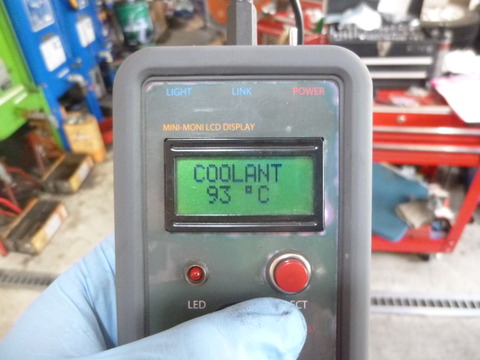 LIGHT LINK POWER
MINI-MONI LCD DISPLAY
COOLANT
93 °C
LED